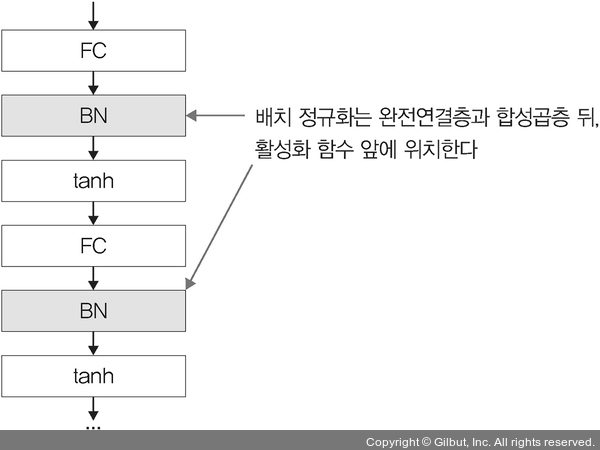 FC
BN
배치 정규화는 완전연결층과 합성곱층 뒤,
활성화 함수 앞에 위치한다
tanh
FC
BN
tanh
...
Copyright © Gilbut, Inc. All rights reserved.